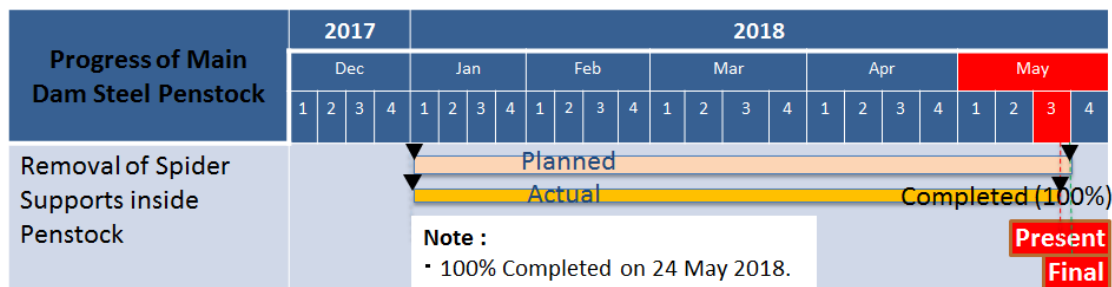 Progress of Main
Dam Steel Penstock
2017 2018
Dec Jan Feb Mar Apr May
1 2 3 4 1 2 3 4 1 2 3 4 1 2 3 4 1 2 3 4 1 2 3 4
Removal of Spider
Supports inside
Penstock
Planned
Actual
Completed (100%)
Note :
· 100% Completed on 24 May 2018.
Present
Final